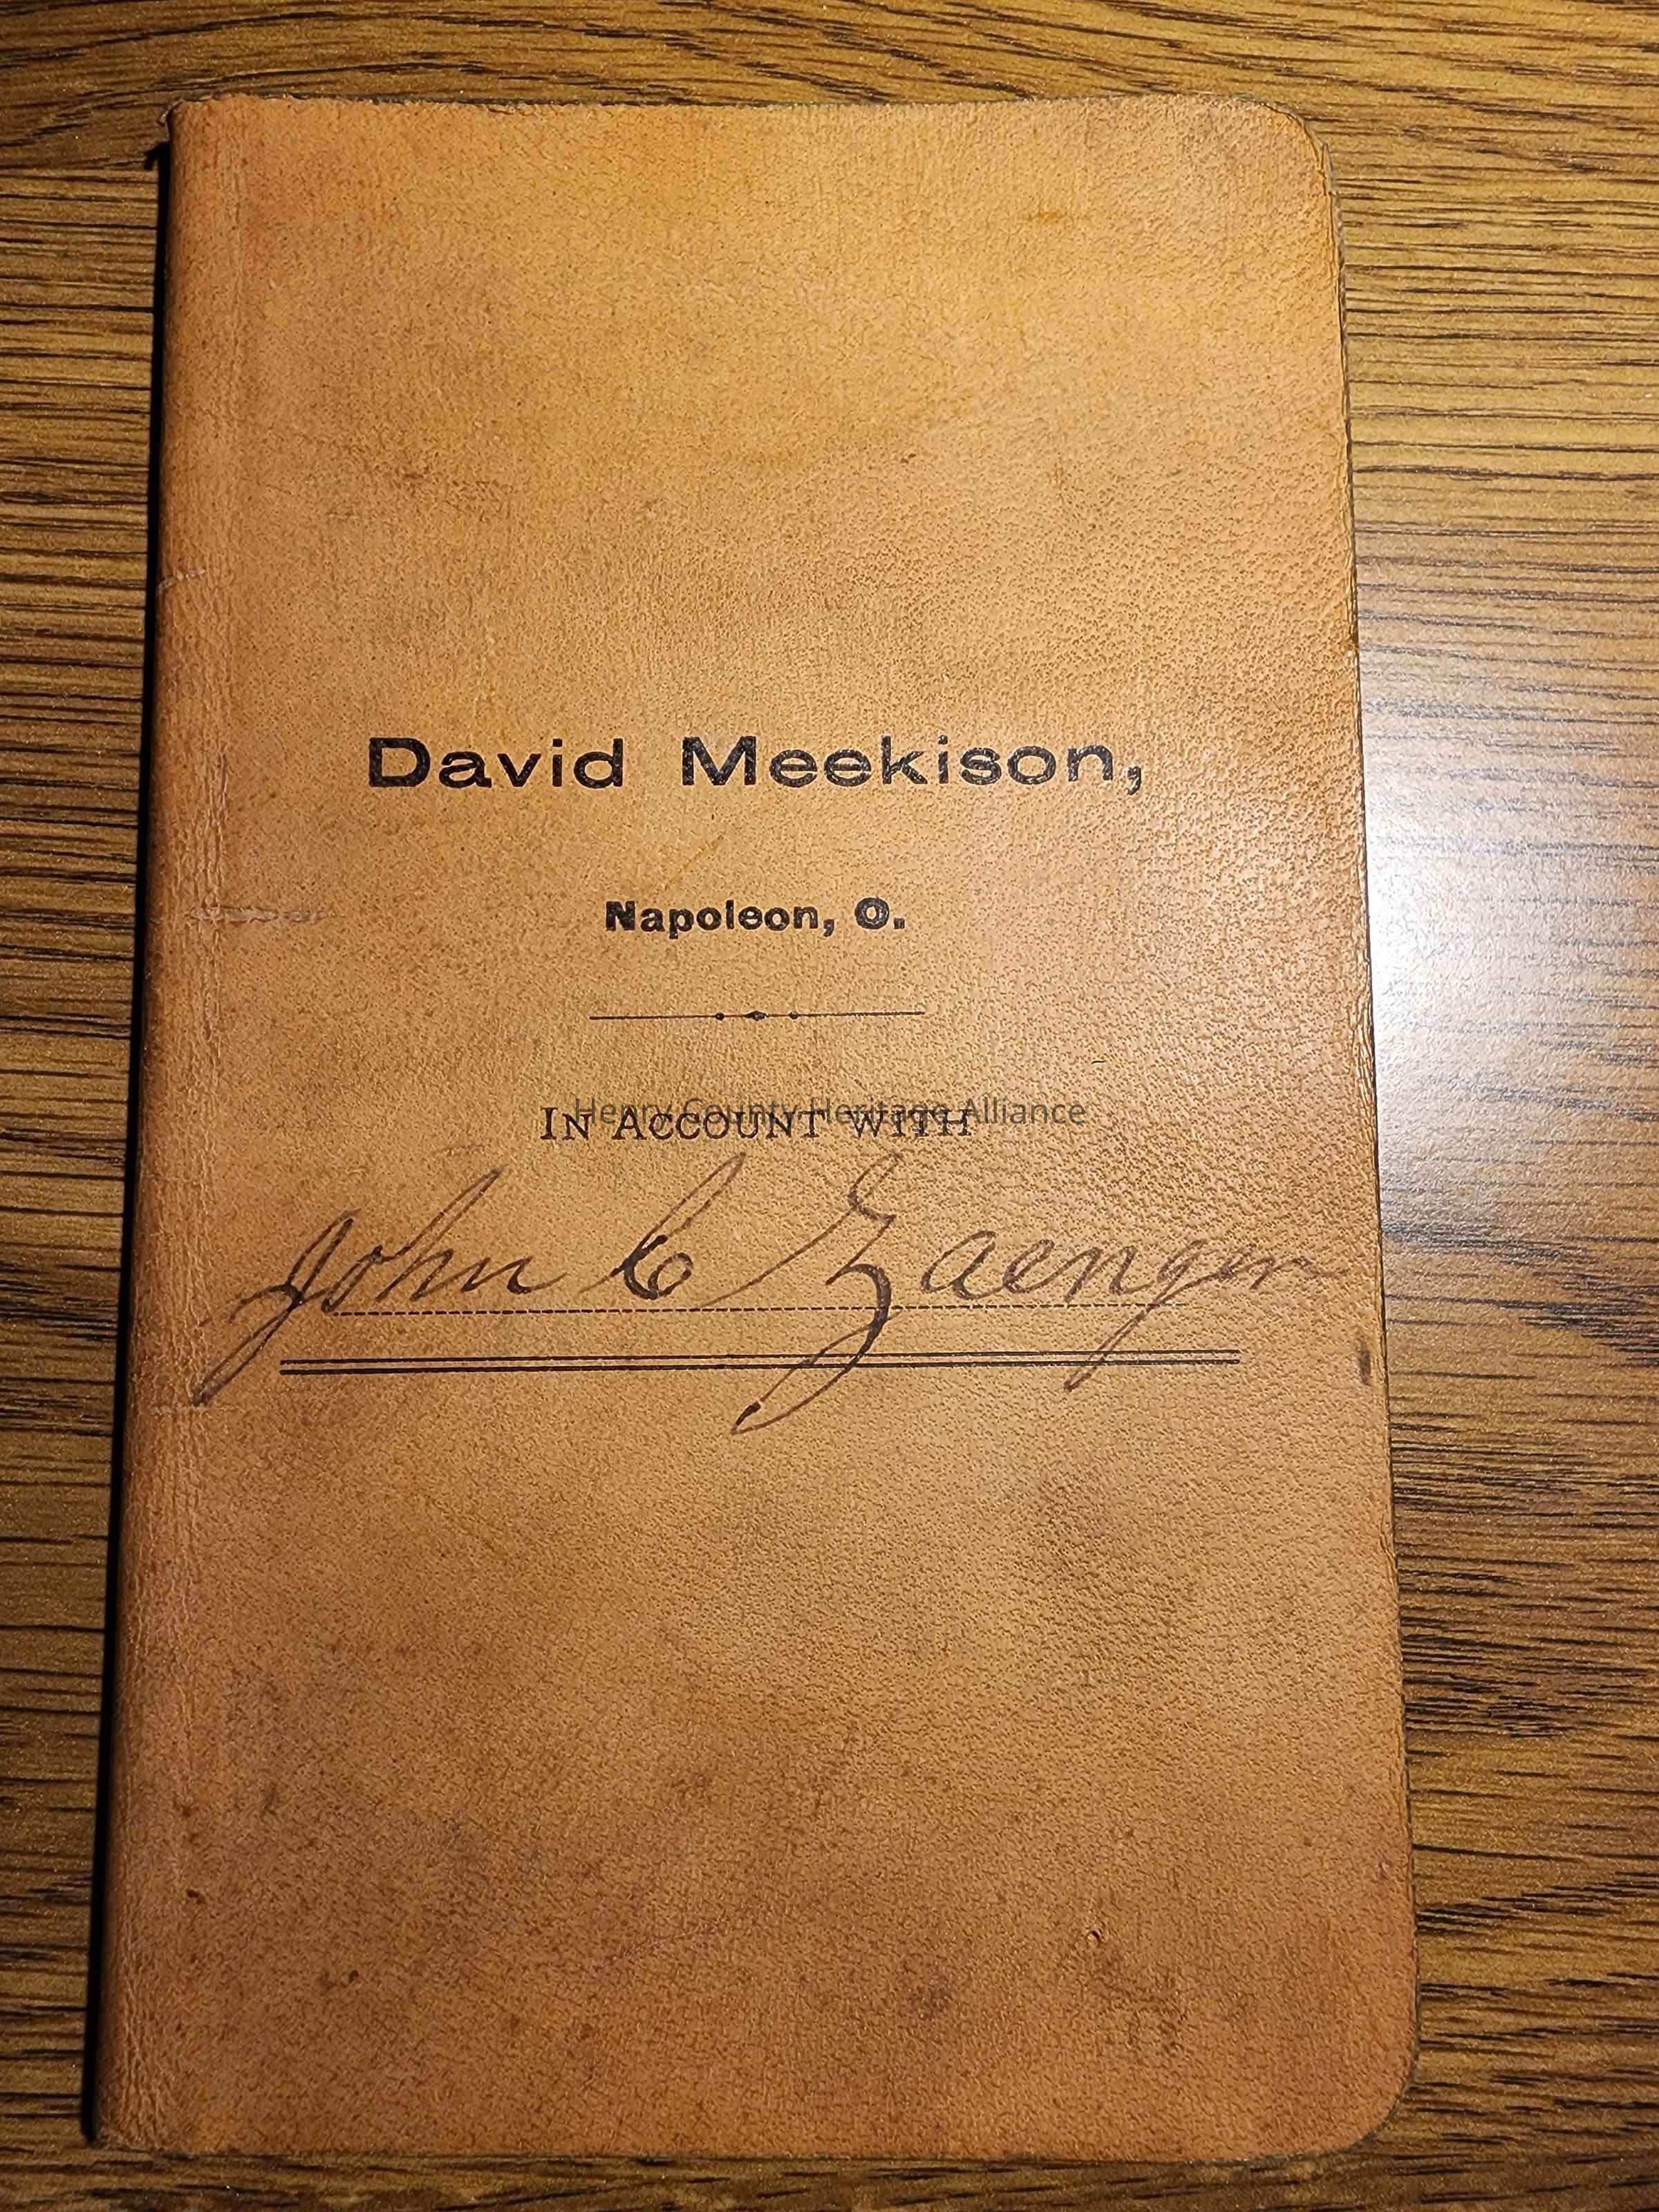 David Meekison,
Napoleon, O.
IN ACCOUNT WITH
Henry County Heritage Alliance
John C Zaenger